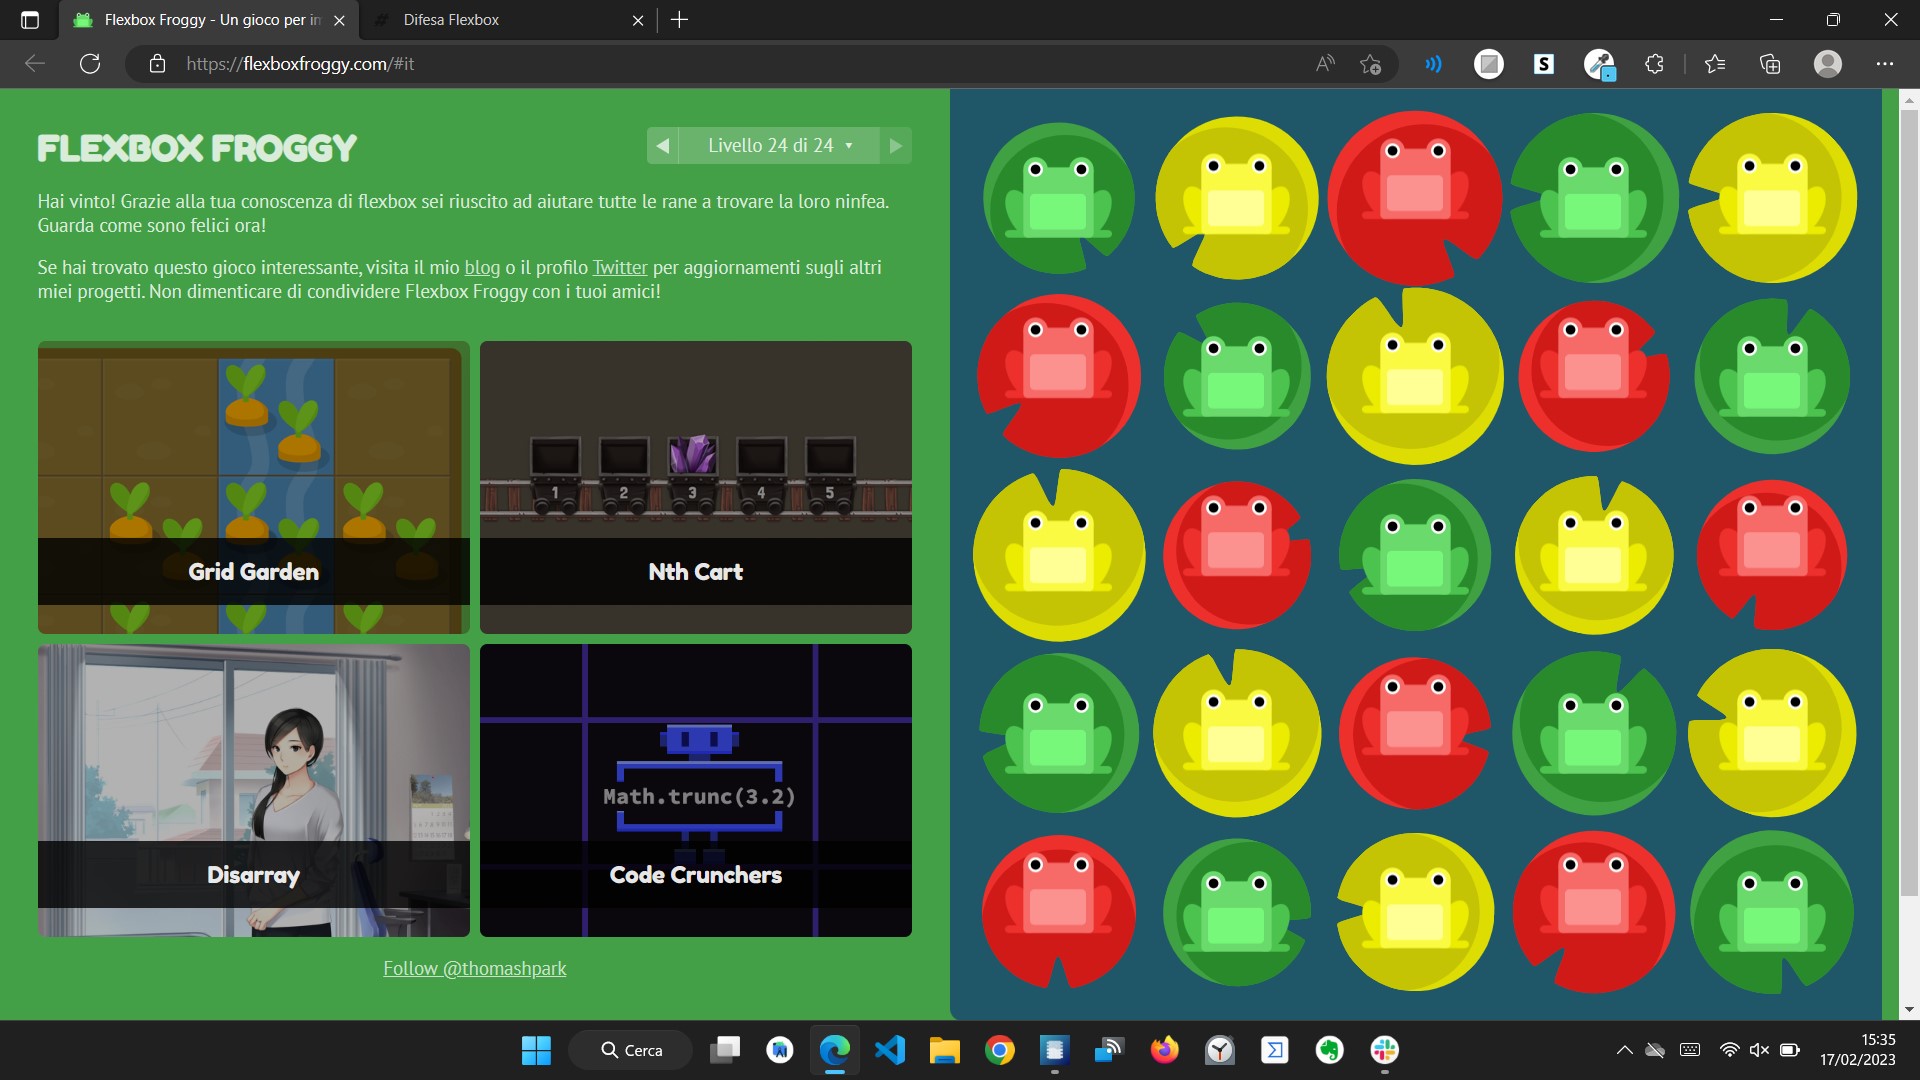 Flexbox Froggy - Un gioco per im
Difesa Flexbox
https://flexboxfroggy.com/#it
FLEXBOX FROGGY
Livello 24 di 24
Hai vinto! Grazie alla tua conoscenza di flexbox sei riuscito ad aiutare tutte le rane a trovare la loro ninfea.
Guarda come sono felici ora!
Se hai trovato questo gioco interessante, visita il mio blog o il profilo Twitter per aggiornamenti sugli altri
miei progetti. Non dimenticare di condividere Flexbox Froggy con i tuoi amici!
1 2 3 4 5
Grid Garden
Nth Cart
Math.trunc(3.2)
Disarray
Code Crunchers
Follow @thomashpark
Cerca
15:35
17/02/2023